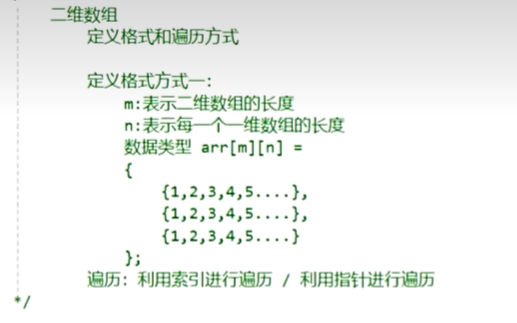 二维数组
定义格式和遍历方式
定义格式方式一:
m:表示二维数组的长度
n:表示每一个一维数组的长度
数据类型 arr[m][n] =
{
{1,2,3,4,5....},
{1,2,3,4,5....},
{1,2,3,4,5....}
};
遍历: 利用索引进行遍历 / 利用指针进行遍历
*/